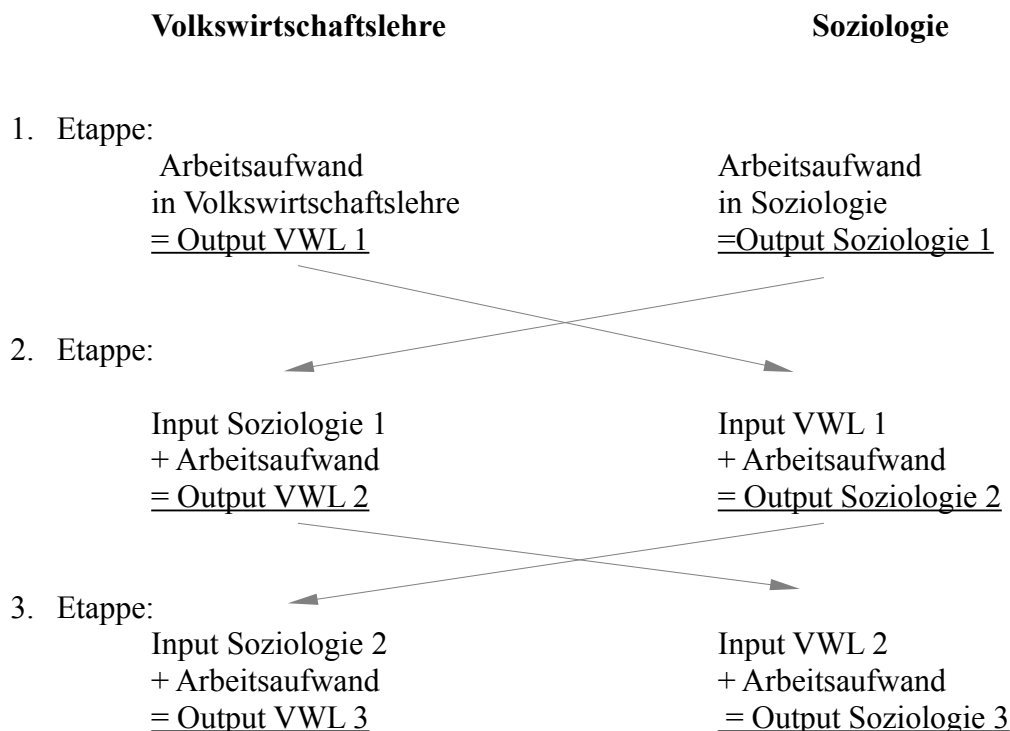 Volkswirtschaftslehre Soziologie
1. Etappe:
Arbeitsaufwand Arbeitsaufwand
in Volkswirtschaftslehre in Soziologie
= Output VWL 1 =Output Soziologie 1
2. Etappe:
Input Soziologie 1 Input VWL 1
+ Arbeitsaufwand + Arbeitsaufwand
= Output VWL 2 = Output Soziologie 2
3. Etappe:
Input Soziologie 2 Input VWL 2
+ Arbeitsaufwand + Arbeitsaufwand
= Output VWL 3 = Output Soziologie 3